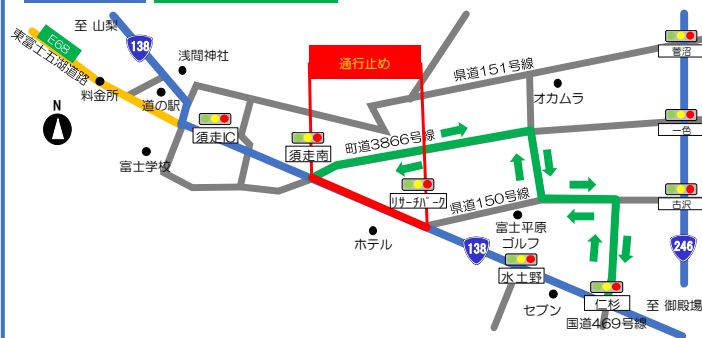 至 山梨
E68
138
浅間神社
東富士五湖道路
料金所
道の駅
N
須走IC
富士学校
通行止め
須走南
町道3866号線
県道151号線
オカムラ
菅沼
一色
リサーチパーク
県道150号線
古沢
富士平原
ゴルフ
ホテル
138
246
水土野
セブン
仁杉
至 御殿場
国道469号線